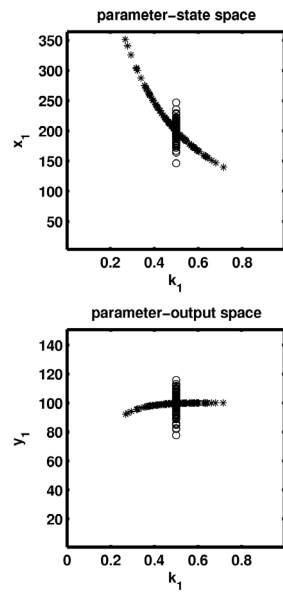 parameter-state space
350
300
250
200
150
100
50
x1
0.2 0.4 0.6 0.8
k1
parameter-output space
140
120
100
80
60
40
20
y1
0 0.2 0.4 0.6 0.8
k1